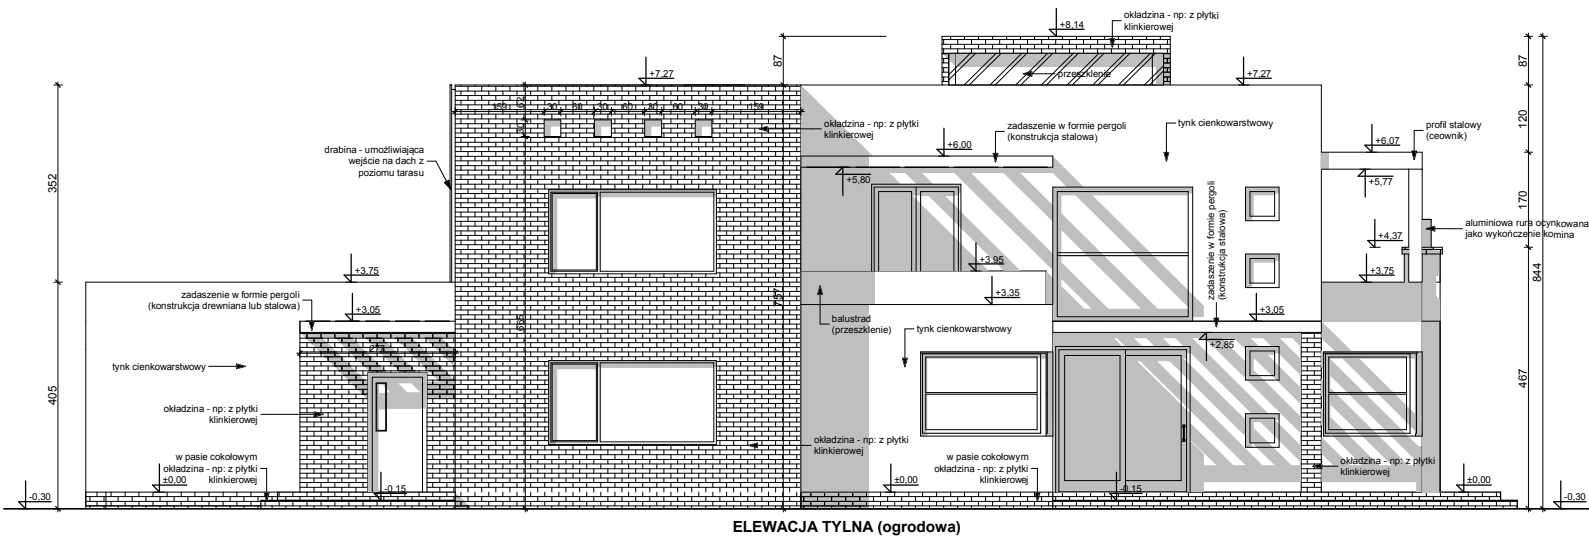 okładzina - np: z płytki
klinkierowej
+8,14
87
87
przeszklenie
+7,27
+7,27
159
30
60
30
60
30
60
30
159
62
30
okładzina - np: z płytki
klinkierowej
zadaszenie w formie pergoli
(konstrukcja stalowa)
tynk cienkowarstwowy
120
profil stalowy
(ceownik)
drabina - umożliwiająca
wejście na dach z
poziomu tarasu
+6,00
+6,07
+5,80
+5,77
352
170
zadaszenie w formie pergoli
(konstrukcja stalowa)
aluminiowa rura ocynkowana
jako wykończenie komina
+4,37
+3,95
+3,75
+3,75
844
zadaszenie w formie pergoli
(konstrukcja drewniana lub stalowa)
+3,35
757
+3,05
+3,05
balustrad
(przeszklenie)
tynk cienkowarstwowy
665
+2,85
277
tynk cienkowarstwowy
405
467
okładzina - np: z płytki
klinkierowej
okładzina - np: z płytki
klinkierowej
w pasie cokołowym
okładzina - np: z płytki
klinkierowej
w pasie cokołowym
okładzina - np: z płytki
klinkierowej
okładzina - np: z płytki
klinkierowej
±0,00
±0,00
±0,00
-0,15
-0,15
-0,30
-0,30
ELEWACJA TYLNA (ogrodowa)